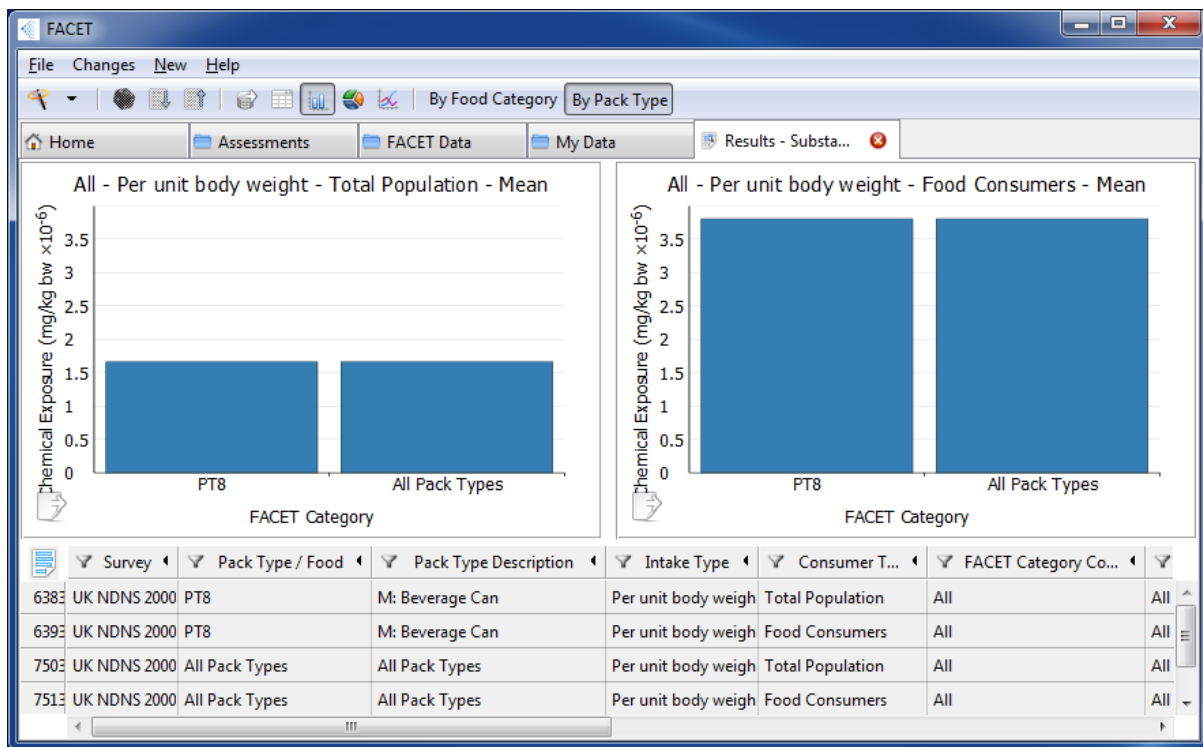 FACET
File Changes New Help
By Food Category By Pack Type
Home Assessments FACET Data My Data Results - Substa...
All - Per unit body weight - Total Population - Mean
Chemical Exposure (mg/kg bw ×10-6)
3.5
3
2.5
2
1.5
1
0.5
0
PT8 All Pack Types
FACET Category
All - Per unit body weight - Food Consumers - Mean
Chemical Exposure (mg/kg bw ×10-6)
3.5
3
2.5
2
1.5
1
0.5
0
PT8 All Pack Types
FACET Category
Survey Pack Type / Food Pack Type Description Intake Type Consumer T... FACET Category Co...
6383 UK NDNS 2000 PT8 M: Beverage Can Per unit body weigh Total Population All All
6393 UK NDNS 2000 PT8 M: Beverage Can Per unit body weigh Food Consumers All All
7503 UK NDNS 2000 All Pack Types All Pack Types Per unit body weigh Total Population All All
7513 UK NDNS 2000 All Pack Types All Pack Types Per unit body weigh Food Consumers All All